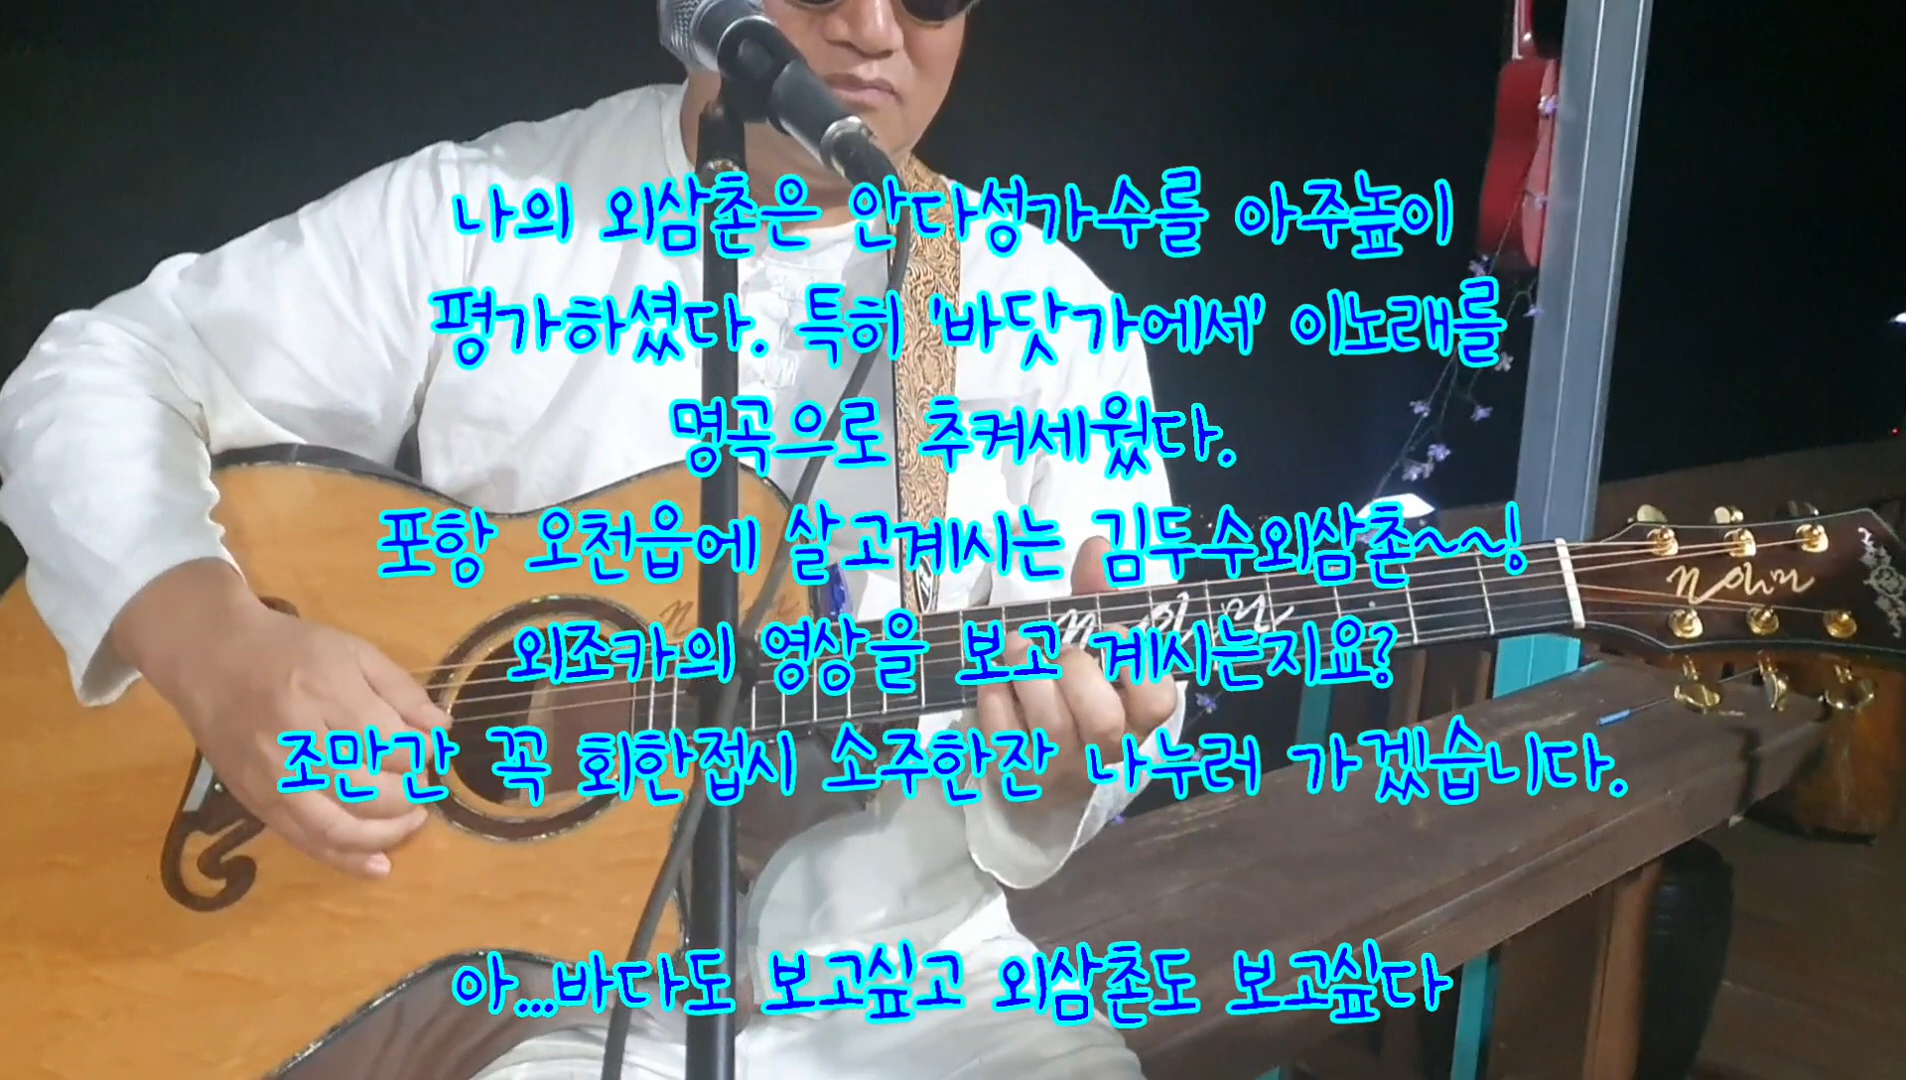 나의 외삼촌은 안다성가수를 아주높이
평가하셨다. 특히 '바닷가에서' 이노래를
명곡으로 추켜세웠다.
포항 오천읍에 살고계시는 김두수외삼촌~~!
외조카의 영상을 보고 계시는지요?
조만간 꼭 회한접시 소주한잔 나누러 가겠습니다.
아...바다도 보고싶고 외삼촌도 보고싶다